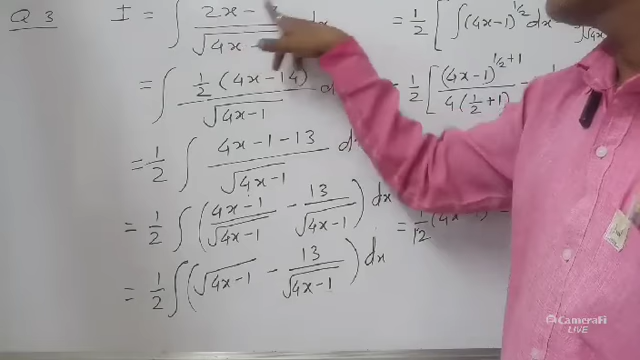 Q 3 I = ∫ 2x - / √4x - dx
= ∫ ½ (4x-14) / √4x-1 d
= 1/2 ∫ 4x-1-13 / √4x-1 d
= 1/2 ∫ (4x-1 / √4x-1 - 13 / √4x-1) dx
= 1/2 ∫ (√4x-1 - 13 / √4x-1) dx
= 1/2 [ ∫ (4x-1)^1/2 dx -
= 1/2 [ (4x-1)^1/2+1 / 4(1/2+1) -
= 1/12 (4x-1)
CameraFi
LIVE